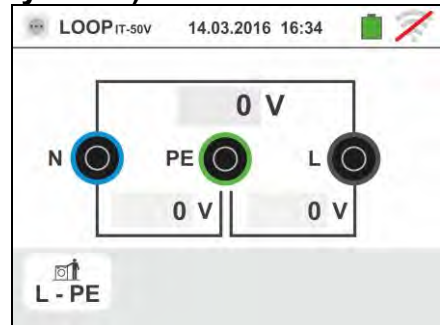 LOOP IT-50V 14.03.2016 16:34
0 V
N PE L
0 V 0 V
L - PE